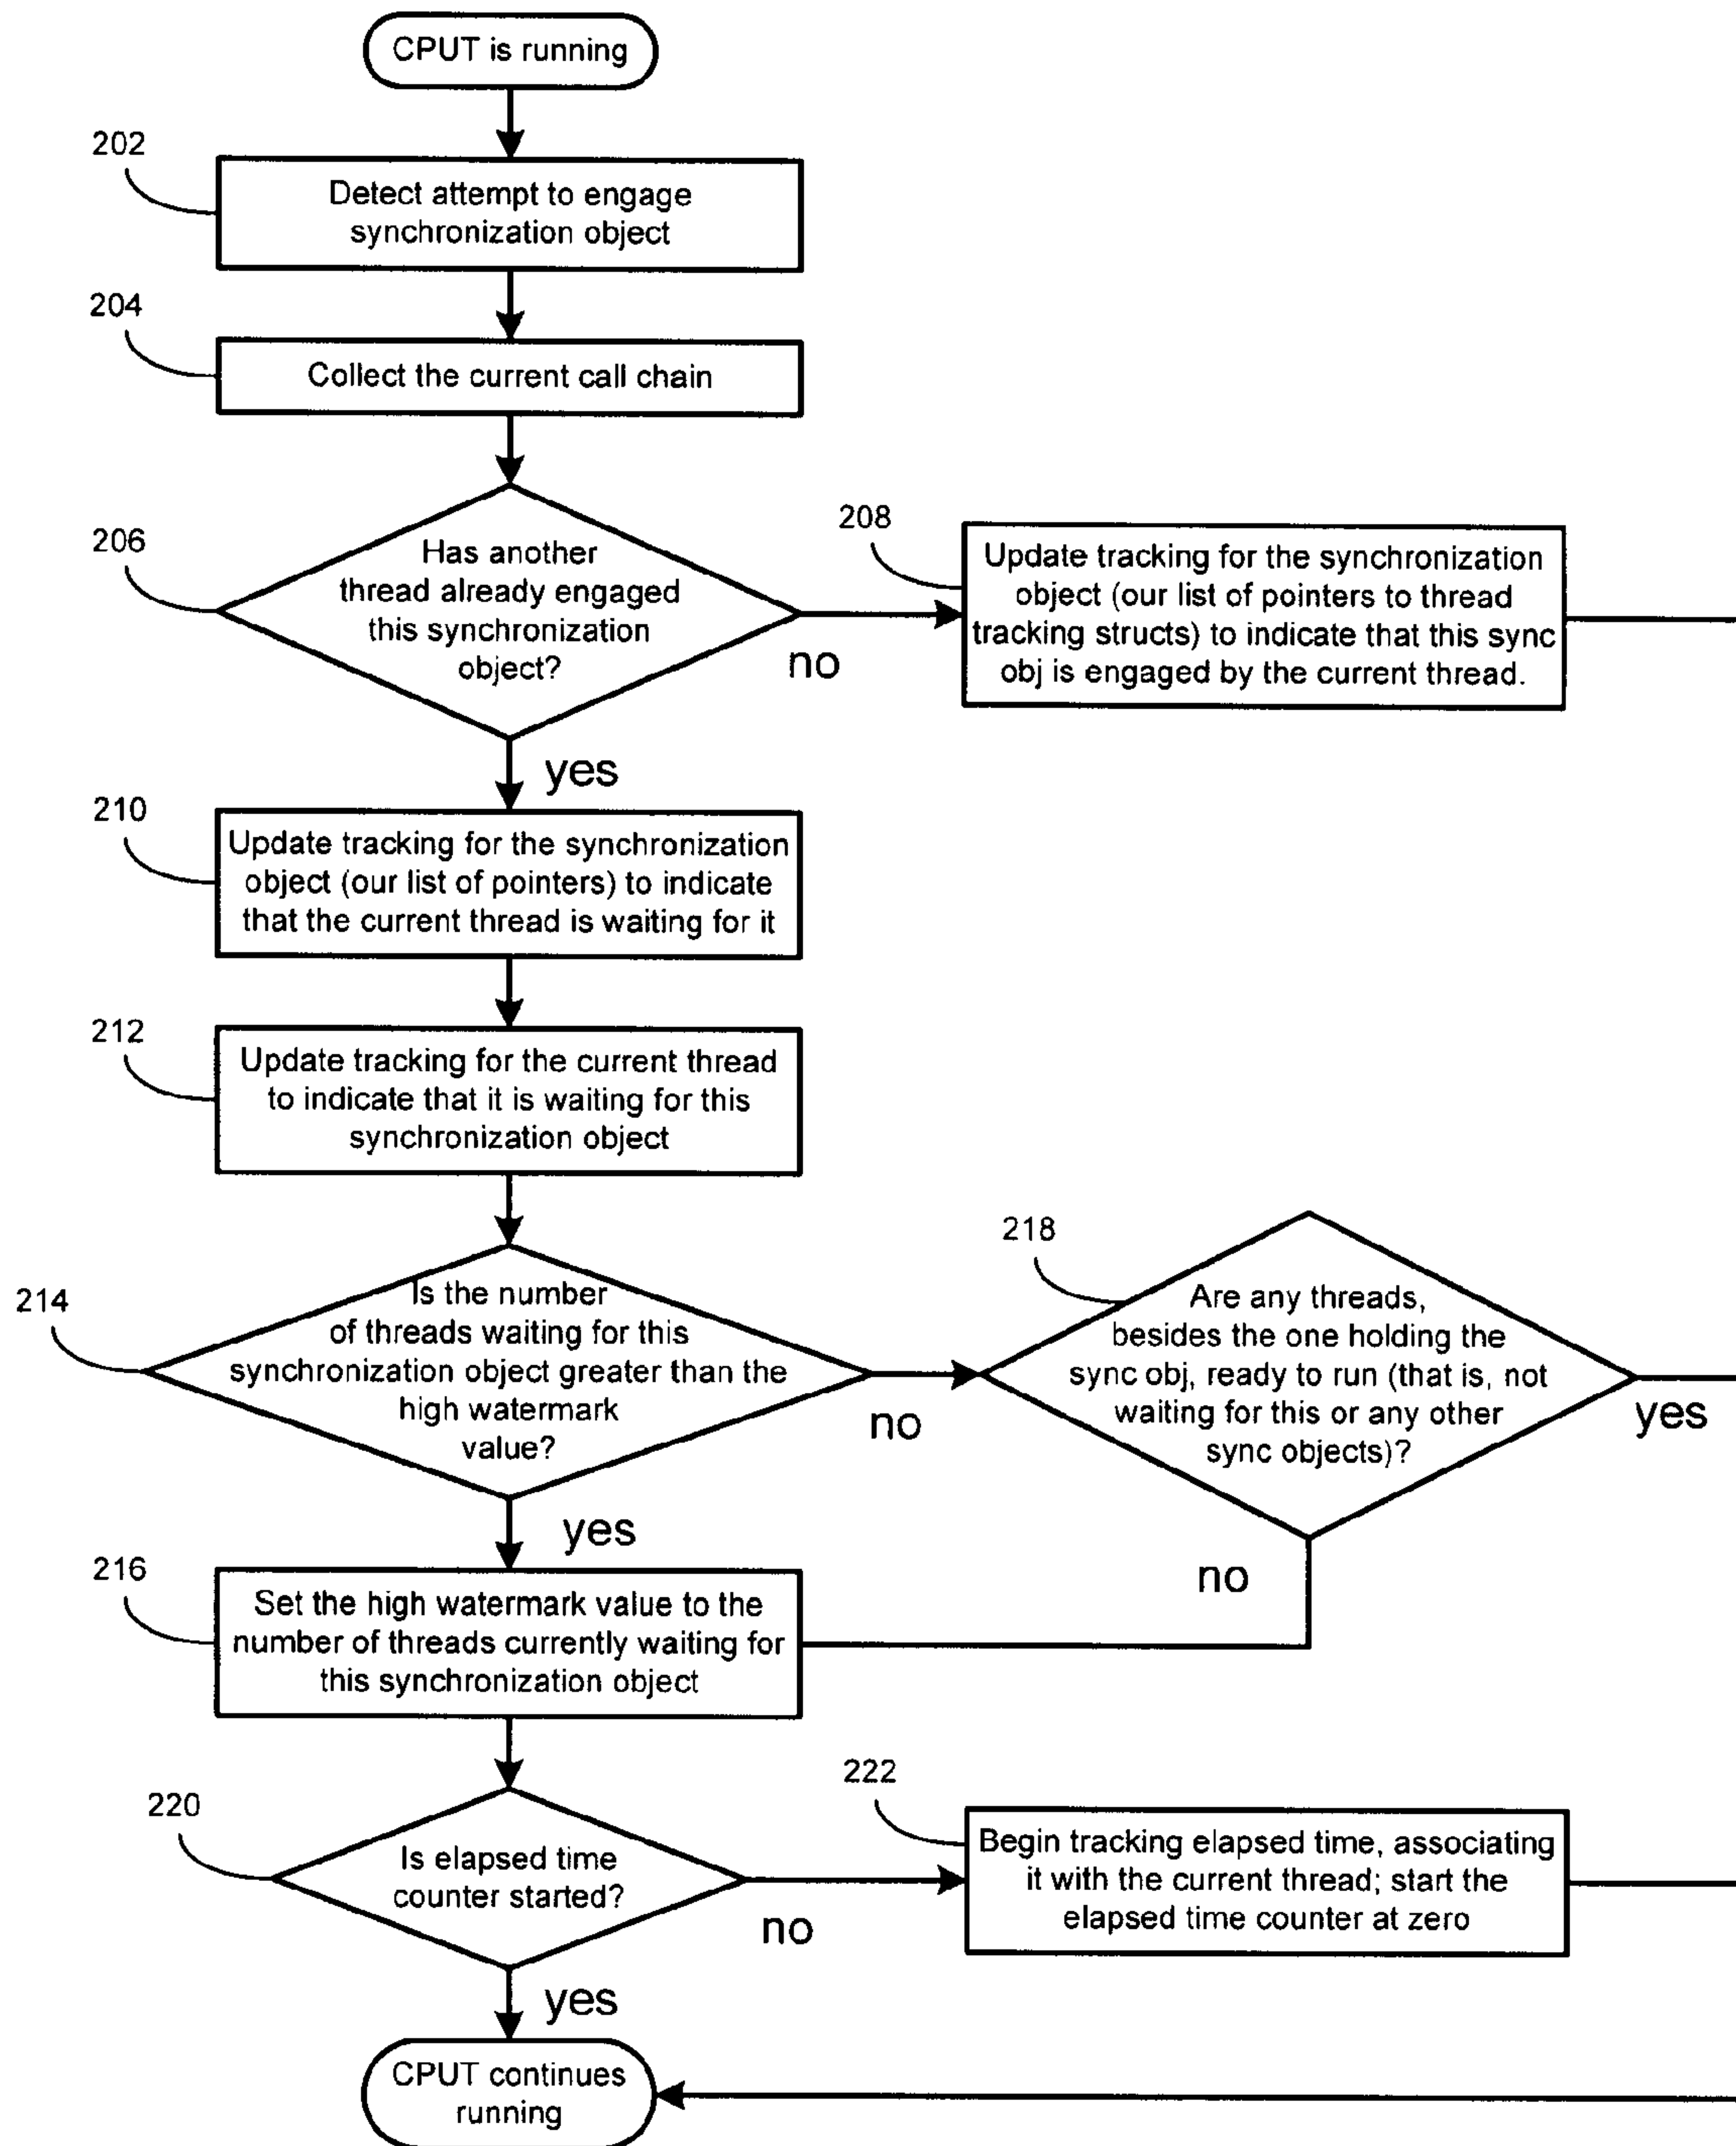 CPUT is running
202
Detect attempt to engage
synchronization object
204
Collect the current call chain
206
Has another
thread already engaged
this synchronization
object?
no
208
Update tracking for the synchronization
object (our list of pointers to thread
tracking structs) to indicate that this sync
obj is engaged by the current thread.
yes
210
Update tracking for the synchronization
object (our list of pointers) to indicate
that the current thread is waiting for it
212
Update tracking for the current thread
to indicate that it is waiting for this
synchronization object
214
Is the number
of threads waiting for this
synchronization object greater than the
high watermark
value?
no
218
Are any threads,
besides the one holding the
sync obj, ready to run (that is, not
waiting for this or any other
sync objects)?
yes
no
yes
216
Set the high watermark value to the
number of threads currently waiting for
this synchronization object
220
Is elapsed time
counter started?
no
222
Begin tracking elapsed time, associating
it with the current thread; start the
elapsed time counter at zero
yes
CPUT continues
running